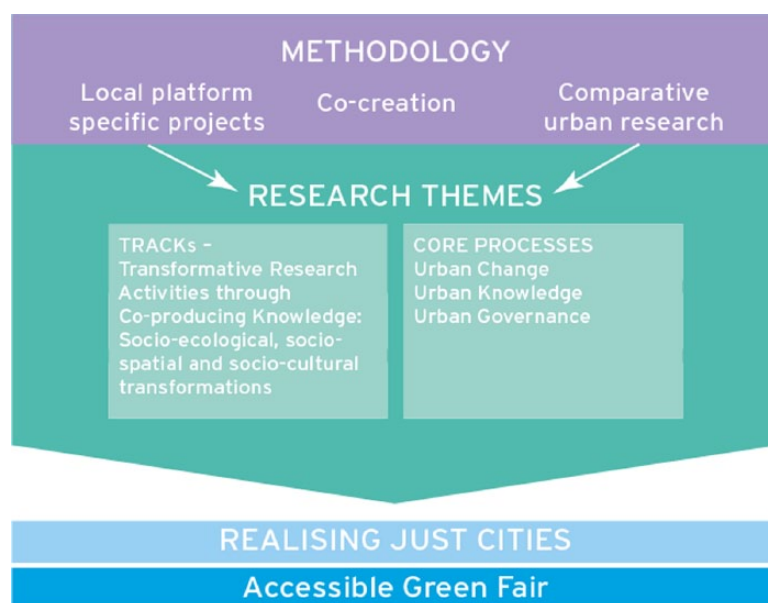 METHODOLOGY
Local platform
specific projects
Co-creation
Comparative
urban research
RESEARCH THEMES
TRACKs –
Transformative Research
Activities through
Co-producing Knowledge:
Socio-ecological, socio-
spatial and socio-cultural
transformations
CORE PROCESSES
Urban Change
Urban Knowledge
Urban Governance
REALISING JUST CITIES
Accessible Green Fair